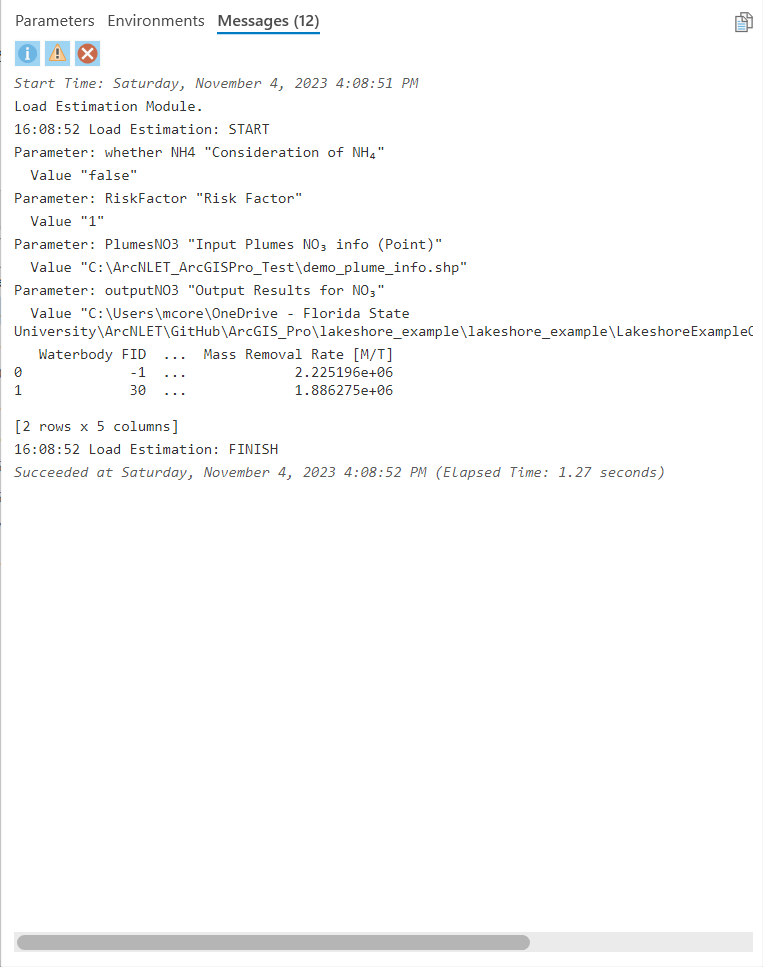 Parameters Environments Messages (12)
Start Time: Saturday, November 4, 2023 4:08:51 PM
Load Estimation Module.
16:08:52 Load Estimation: START
Parameter: whether NH4 "Consideration of NH₄"
Value "false"
Parameter: RiskFactor "Risk Factor"
Value "1"
Parameter: PlumesNO3 "Input Plumes NO₃ info (Point)"
Value "C:\ArcNLET_ArcGISPro_Test\demo_plume_info.shp"
Parameter: outputNO3 "Output Results for NO₃"
Value "C:\Users\mcore\OneDrive - Florida State
University\ArcNLET\GitHub\ArcGIS_Pro\lakeshore_example\lakeshore_example\LakeshoreExample
Waterbody FID ... Mass Removal Rate [M/T]
0 -1 ... 2.225196e+06
1 30 ... 1.886275e+06
[2 rows x 5 columns]
16:08:52 Load Estimation: FINISH
Succeeded at Saturday, November 4, 2023 4:08:52 PM (Elapsed Time: 1.27 seconds)